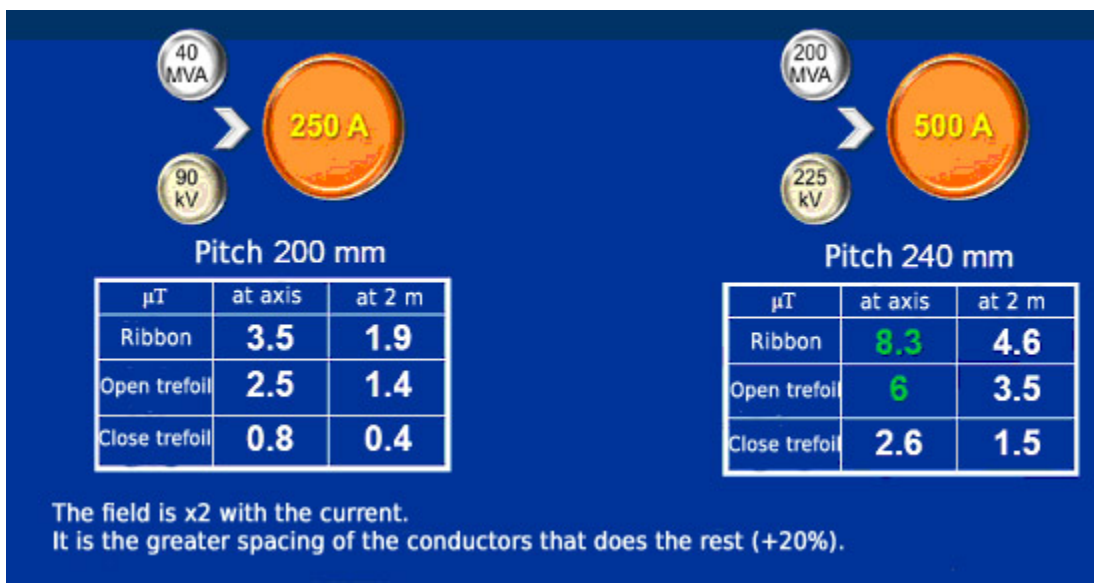 40
MVA
250 A
90
kV
Pitch 200 mm
µT at axis at 2 m
Ribbon 3.5 1.9
Open trefoil 2.5 1.4
Close trefoil 0.8 0.4
200
MVA
500 A
225
kV
Pitch 240 mm
µT at axis at 2 m
Ribbon 8.3 4.6
Open trefoil 6 3.5
Close trefoil 2.6 1.5
The field is x2 with the current.
It is the greater spacing of the conductors that does the rest (+20%).